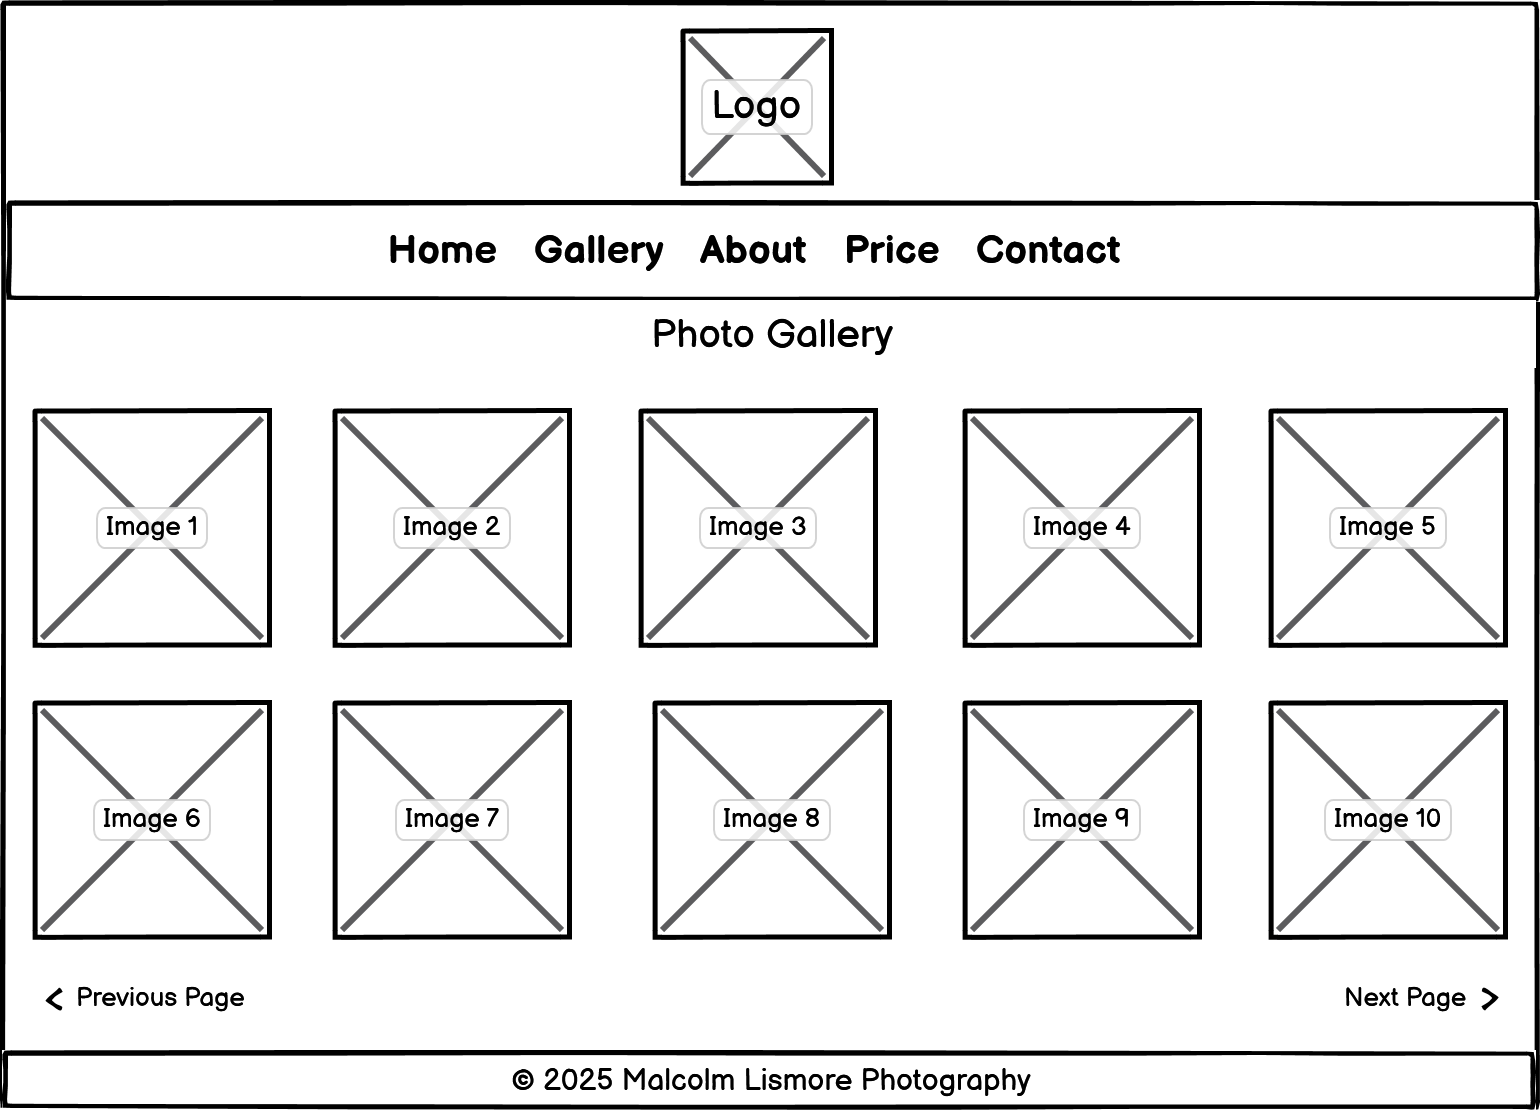 Logo
Home Gallery About Price Contact
Photo Gallery
Image 1
Image 2
Image 3
Image 4
Image 5
Image 6
Image 7
Image 8
Image 9
Image 10
Previous Page
Next Page
© 2025 Malcolm Lismore Photography